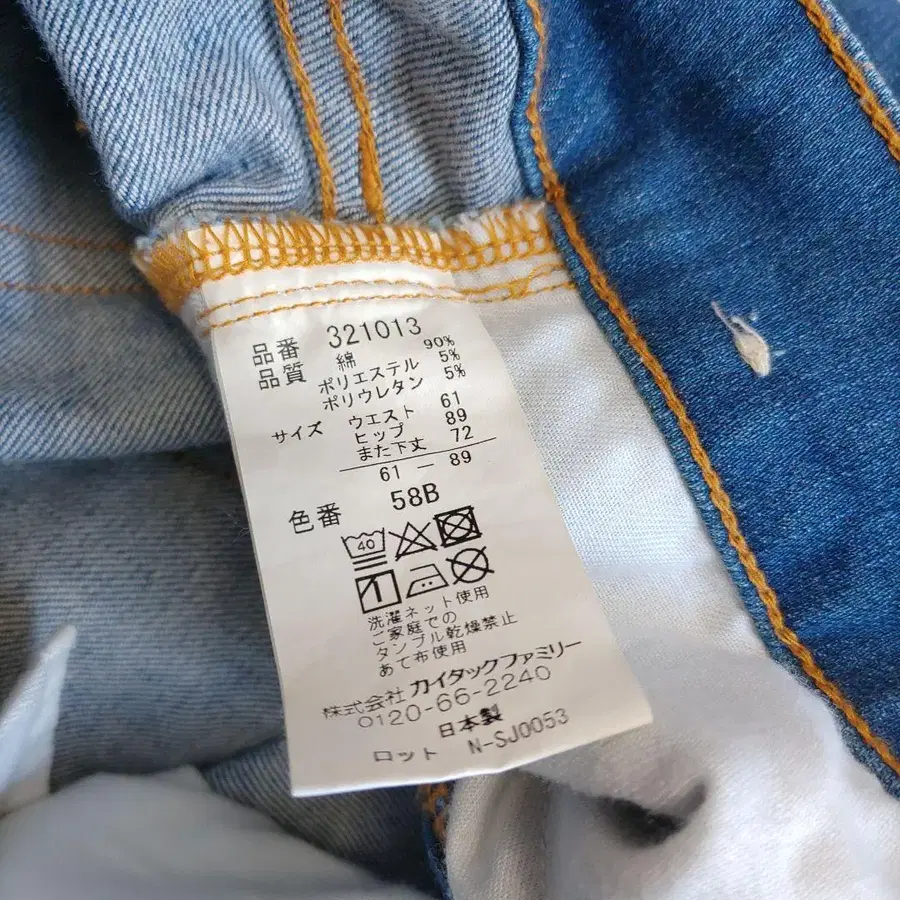 品番 321013
品質 綿 90%
ポリエステル 5%
ポリウレタン 5%
サイズ ウエスト 61
ヒップ 89
また下丈 72
61 — 89
色番 58B
40
洗濯ネット使用
ご家庭での
タンブル乾燥禁止
あて布使用
株式会社 カイタックファミリー
0120-66-2240
日本製
ロット N-SJ0053